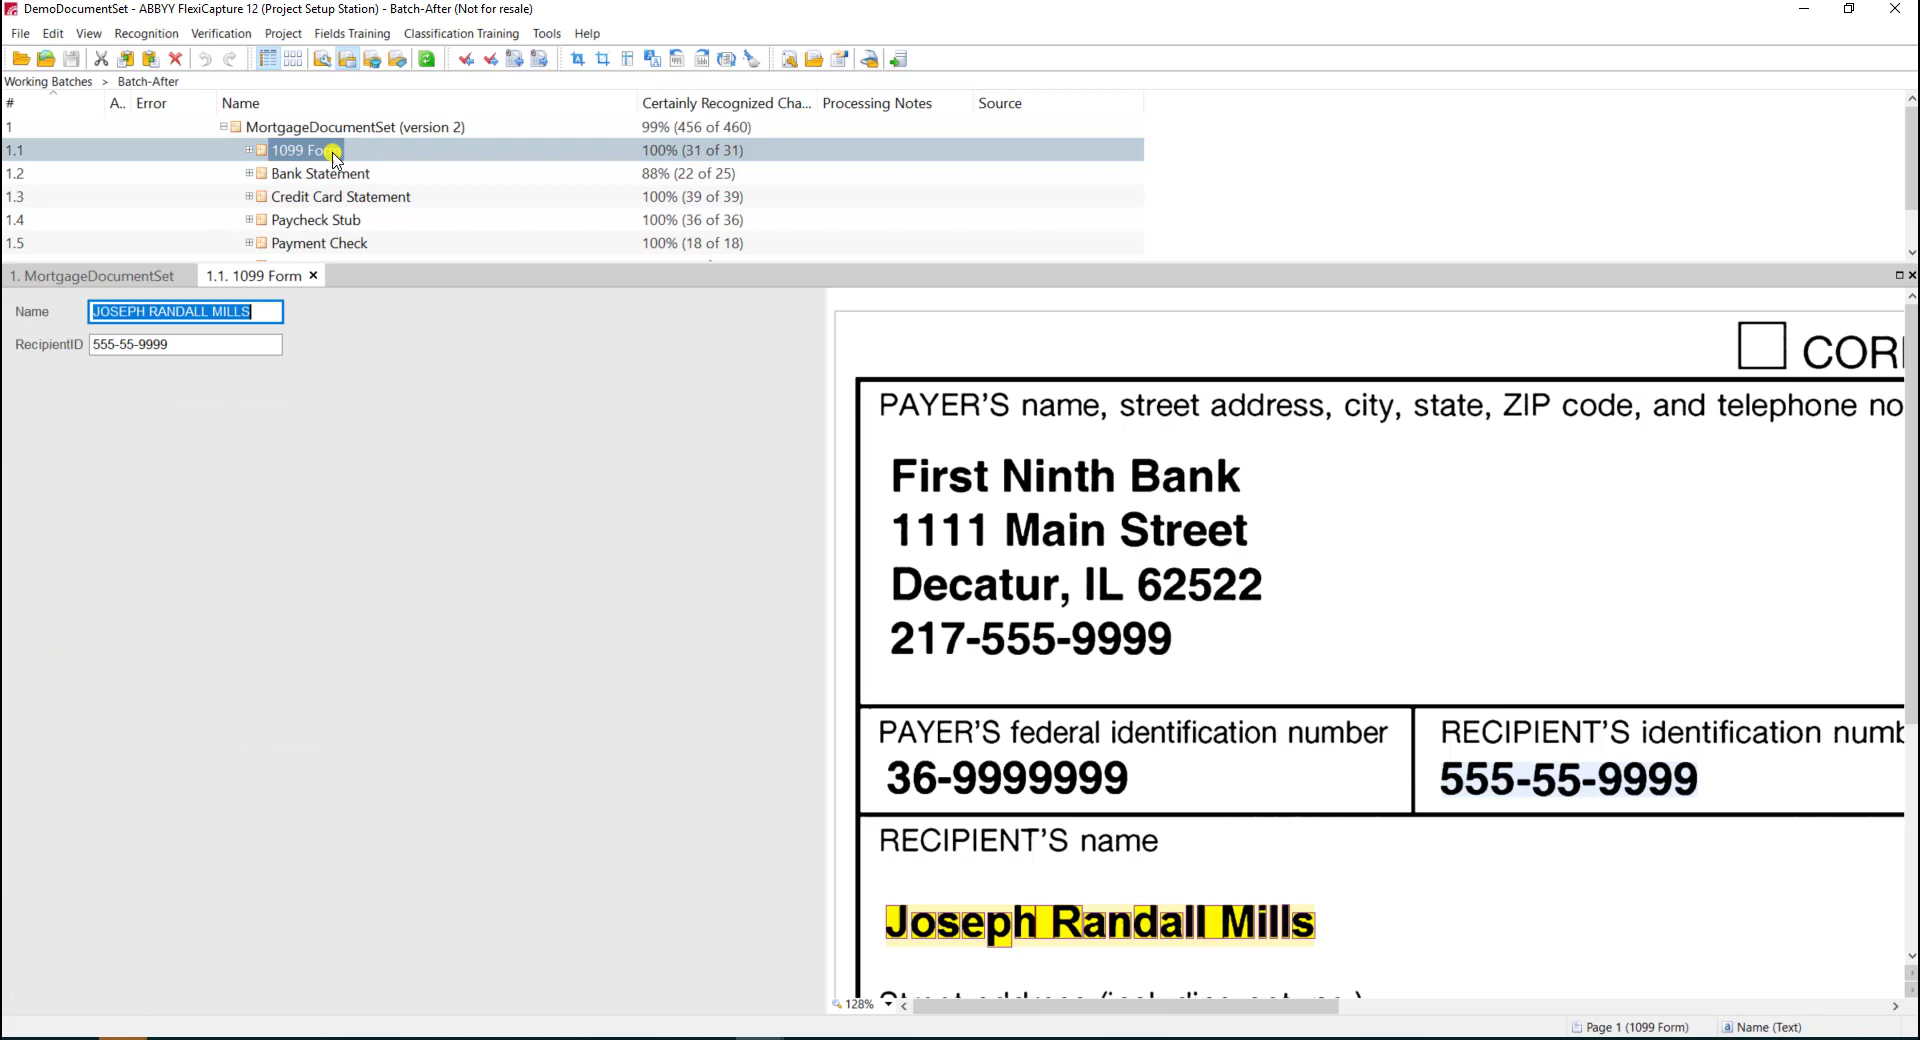 DemoDocumentSet - ABBYY FlexiCapture 12 (Project Setup Station) - Batch-After (Not for resale)
File Edit View Recognition Verification Project Fields Training Classification Training Tools Help
Working Batches > Batch-After
# A.. Error Name Certainly Recognized Cha... Processing Notes Source
1 MortgageDocumentSet (version 2) 99% (456 of 460)
1.1 1099 Fo 100% (31 of 31)
1.2 Bank Statement 88% (22 of 25)
1.3 Credit Card Statement 100% (39 of 39)
1.4 Paycheck Stub 100% (36 of 36)
1.5 Payment Check 100% (18 of 18)
1. MortgageDocumentSet 1.1. 1099 Form
Name JOSEPH RANDALL MILLS
RecipientID 555-55-9999
CORI
PAYER'S name, street address, city, state, ZIP code, and telephone no
First Ninth Bank
1111 Main Street
Decatur, IL 62522
217-555-9999
PAYER'S federal identification number
36-9999999
RECIPIENT'S identification numb
555-55-9999
RECIPIENT'S name
Joseph Randall Mills
128%
Page 1 (1099 Form) Name (Text)